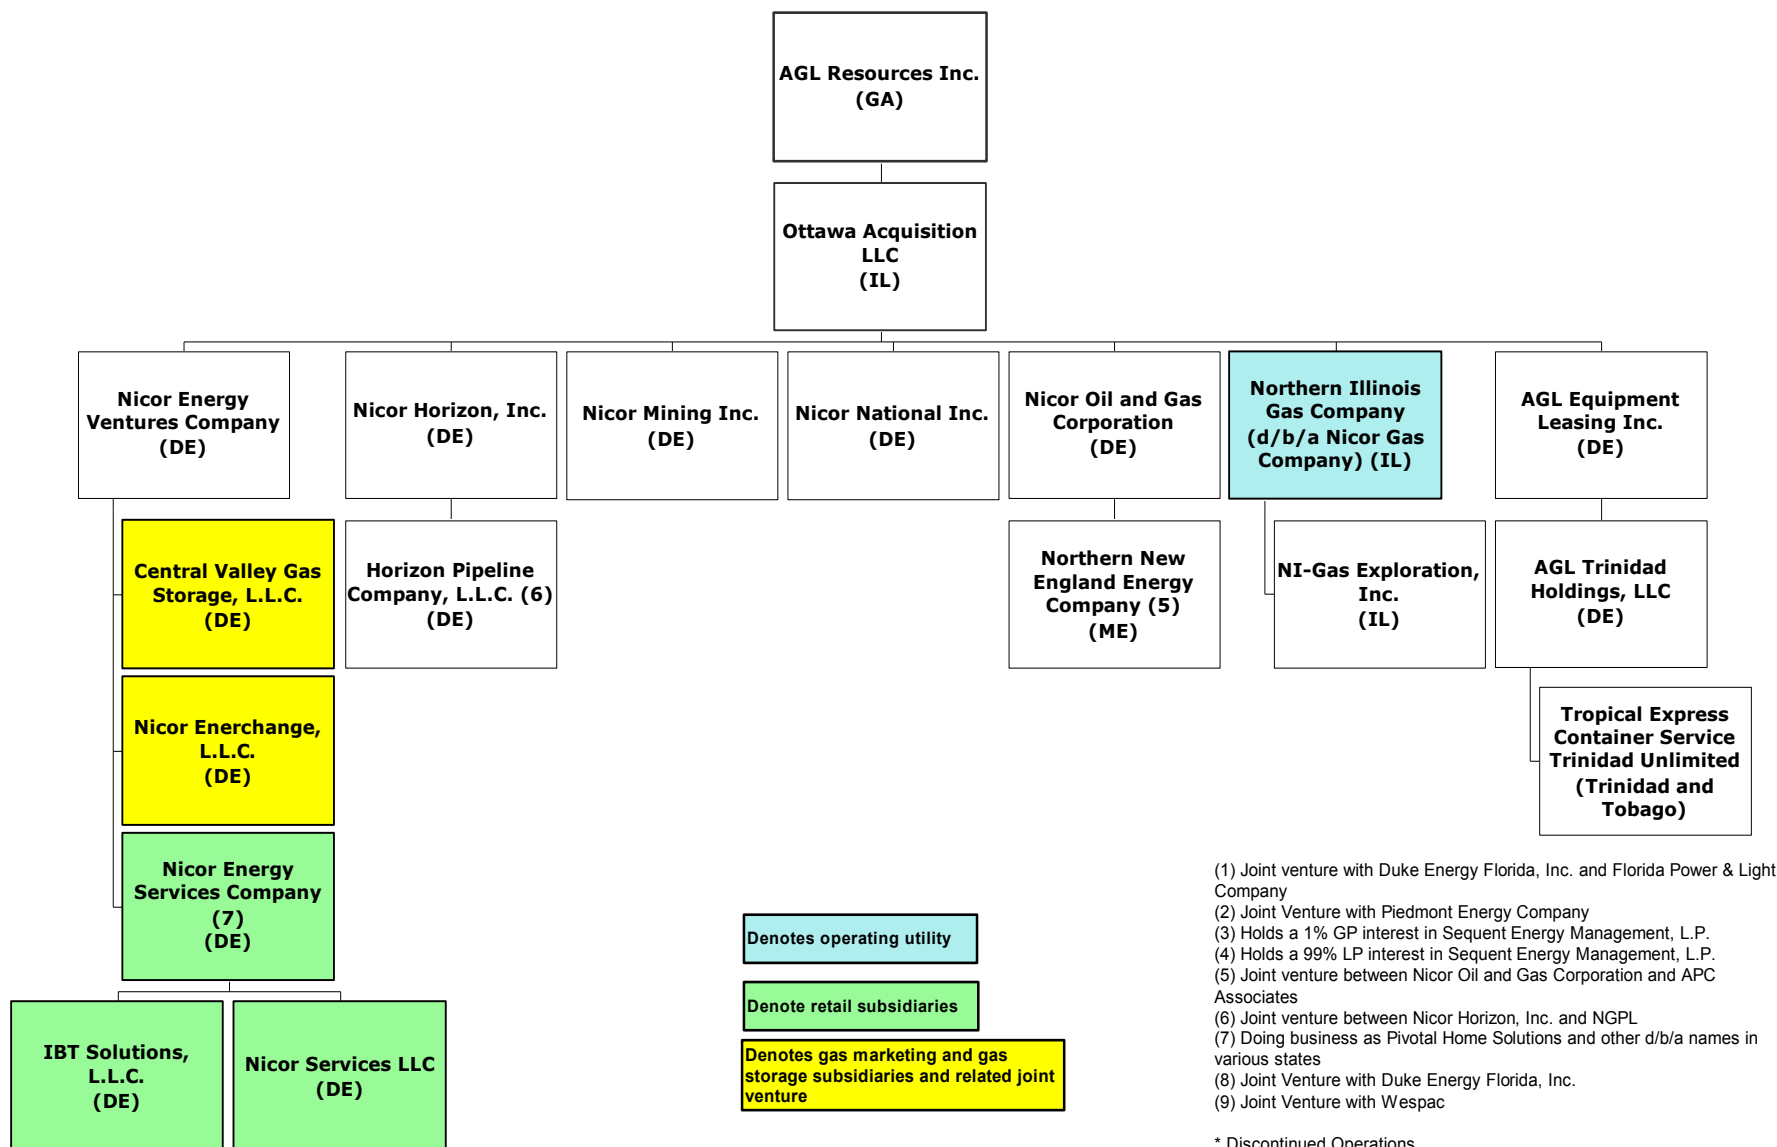 AGL Resources Inc.
(GA)
Ottawa Acquisition
LLC
(IL)
Nicor Energy
Ventures Company
(DE)
Nicor Horizon, Inc.
(DE)
Nicor Mining Inc.
(DE)
Nicor National Inc.
(DE)
Nicor Oil and Gas
Corporation
(DE)
Northern Illinois
Gas Company
(d/b/a Nicor Gas
Company) (IL)
AGL Equipment
Leasing Inc.
(DE)
Central Valley Gas
Storage, L.L.C.
(DE)
Horizon Pipeline
Company, L.L.C. (6)
(DE)
Northern New
England Energy
Company (5)
(ME)
NI-Gas Exploration,
Inc.
(IL)
AGL Trinidad
Holdings, LLC
(DE)
Nicor Enerchange,
L.L.C.
(DE)
Tropical Express
Container Service
Trinidad Unlimited
(Trinidad and
Tobago)
Nicor Energy
Services Company
(7)
(DE)
IBT Solutions,
L.L.C.
(DE)
Nicor Services LLC
(DE)
Denotes operating utility
Denote retail subsidiaries
Denotes gas marketing and gas
storage subsidiaries and related joint
venture
(1) Joint venture with Duke Energy Florida, Inc. and Florida Power & Light
Company
(2) Joint Venture with Piedmont Energy Company
(3) Holds a 1% GP interest in Sequent Energy Management, L.P.
(4) Holds a 99% LP interest in Sequent Energy Management, L.P.
(5) Joint venture between Nicor Oil and Gas Corporation and APC
Associates
(6) Joint venture between Nicor Horizon, Inc. and NGPL
(7) Doing business as Pivotal Home Solutions and other d/b/a names in
various states
(8) Joint Venture with Duke Energy Florida, Inc.
(9) Joint Venture with Wespac
* Discontinued Operations